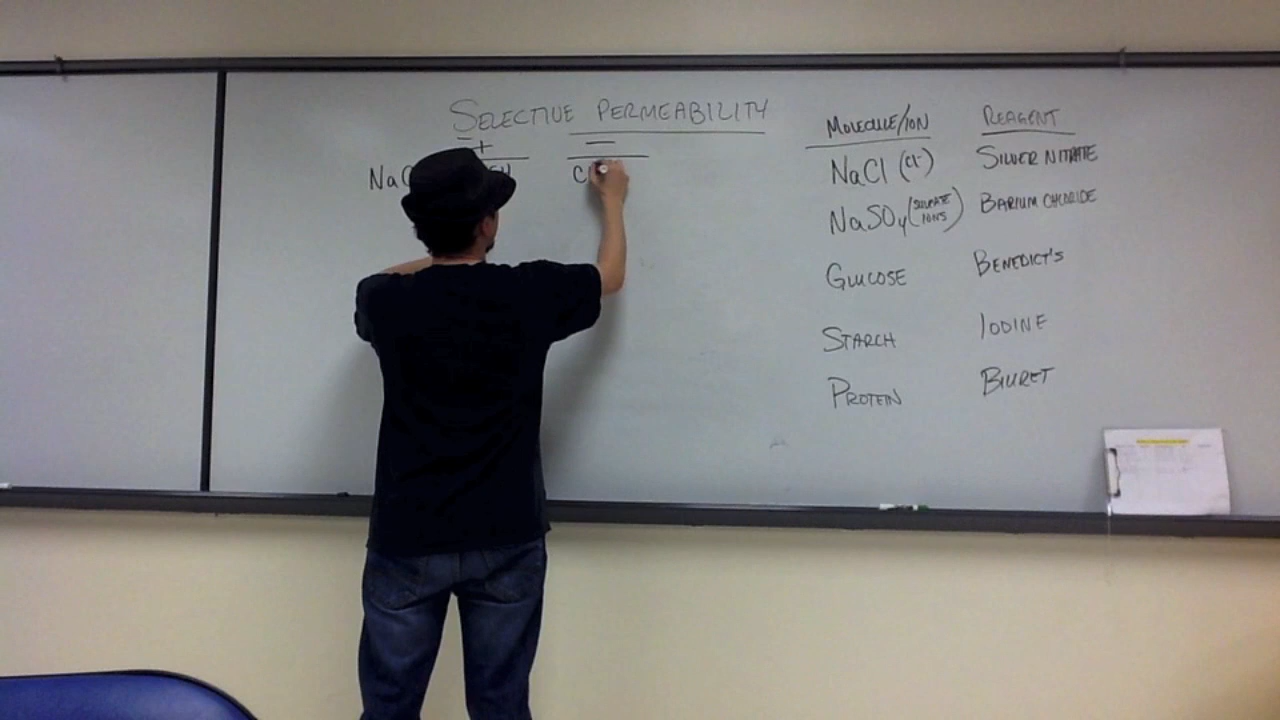 SELECTIVE PERMEABILITY
+ —
NaC
C
MOLECULE/ION REAGENT
NaCl (Cl-) SILVER NITRATE
NaSO4 (SULFATE IONS) BARIUM CHLORIDE
GLUCOSE BENEDICT'S
STARCH IODINE
PROTEIN BIURET